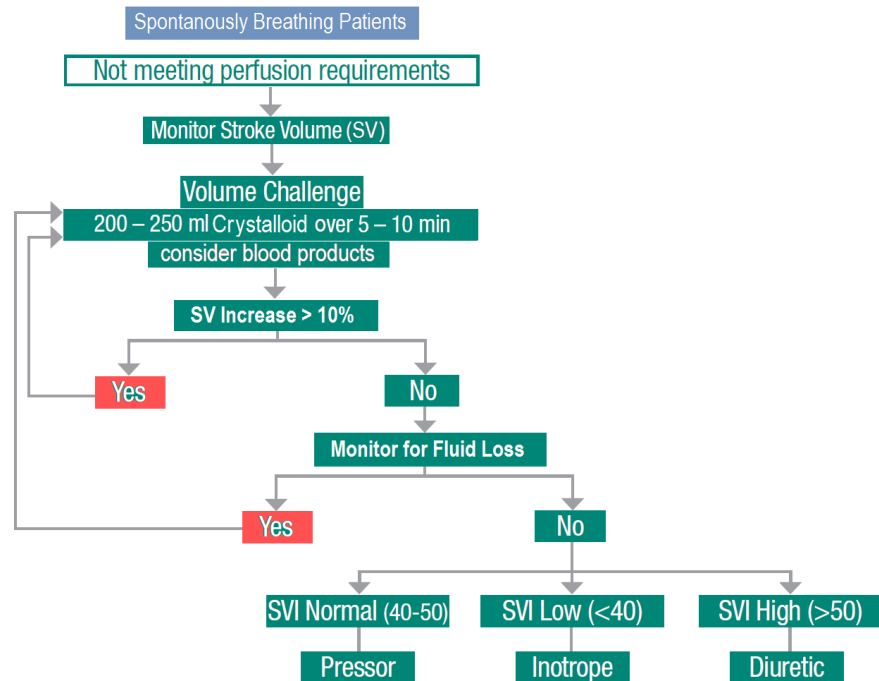 Spontanously Breathing Patients
Not meeting perfusion requirements
Monitor Stroke Volume (SV)
Volume Challenge
200 – 250 ml Crystalloid over 5 – 10 min
consider blood products
SV Increase > 10%
Yes
No
Monitor for Fluid Loss
Yes
No
SVI Normal (40-50)
SVI Low (<40)
SVI High (>50)
Pressor
Inotrope
Diuretic